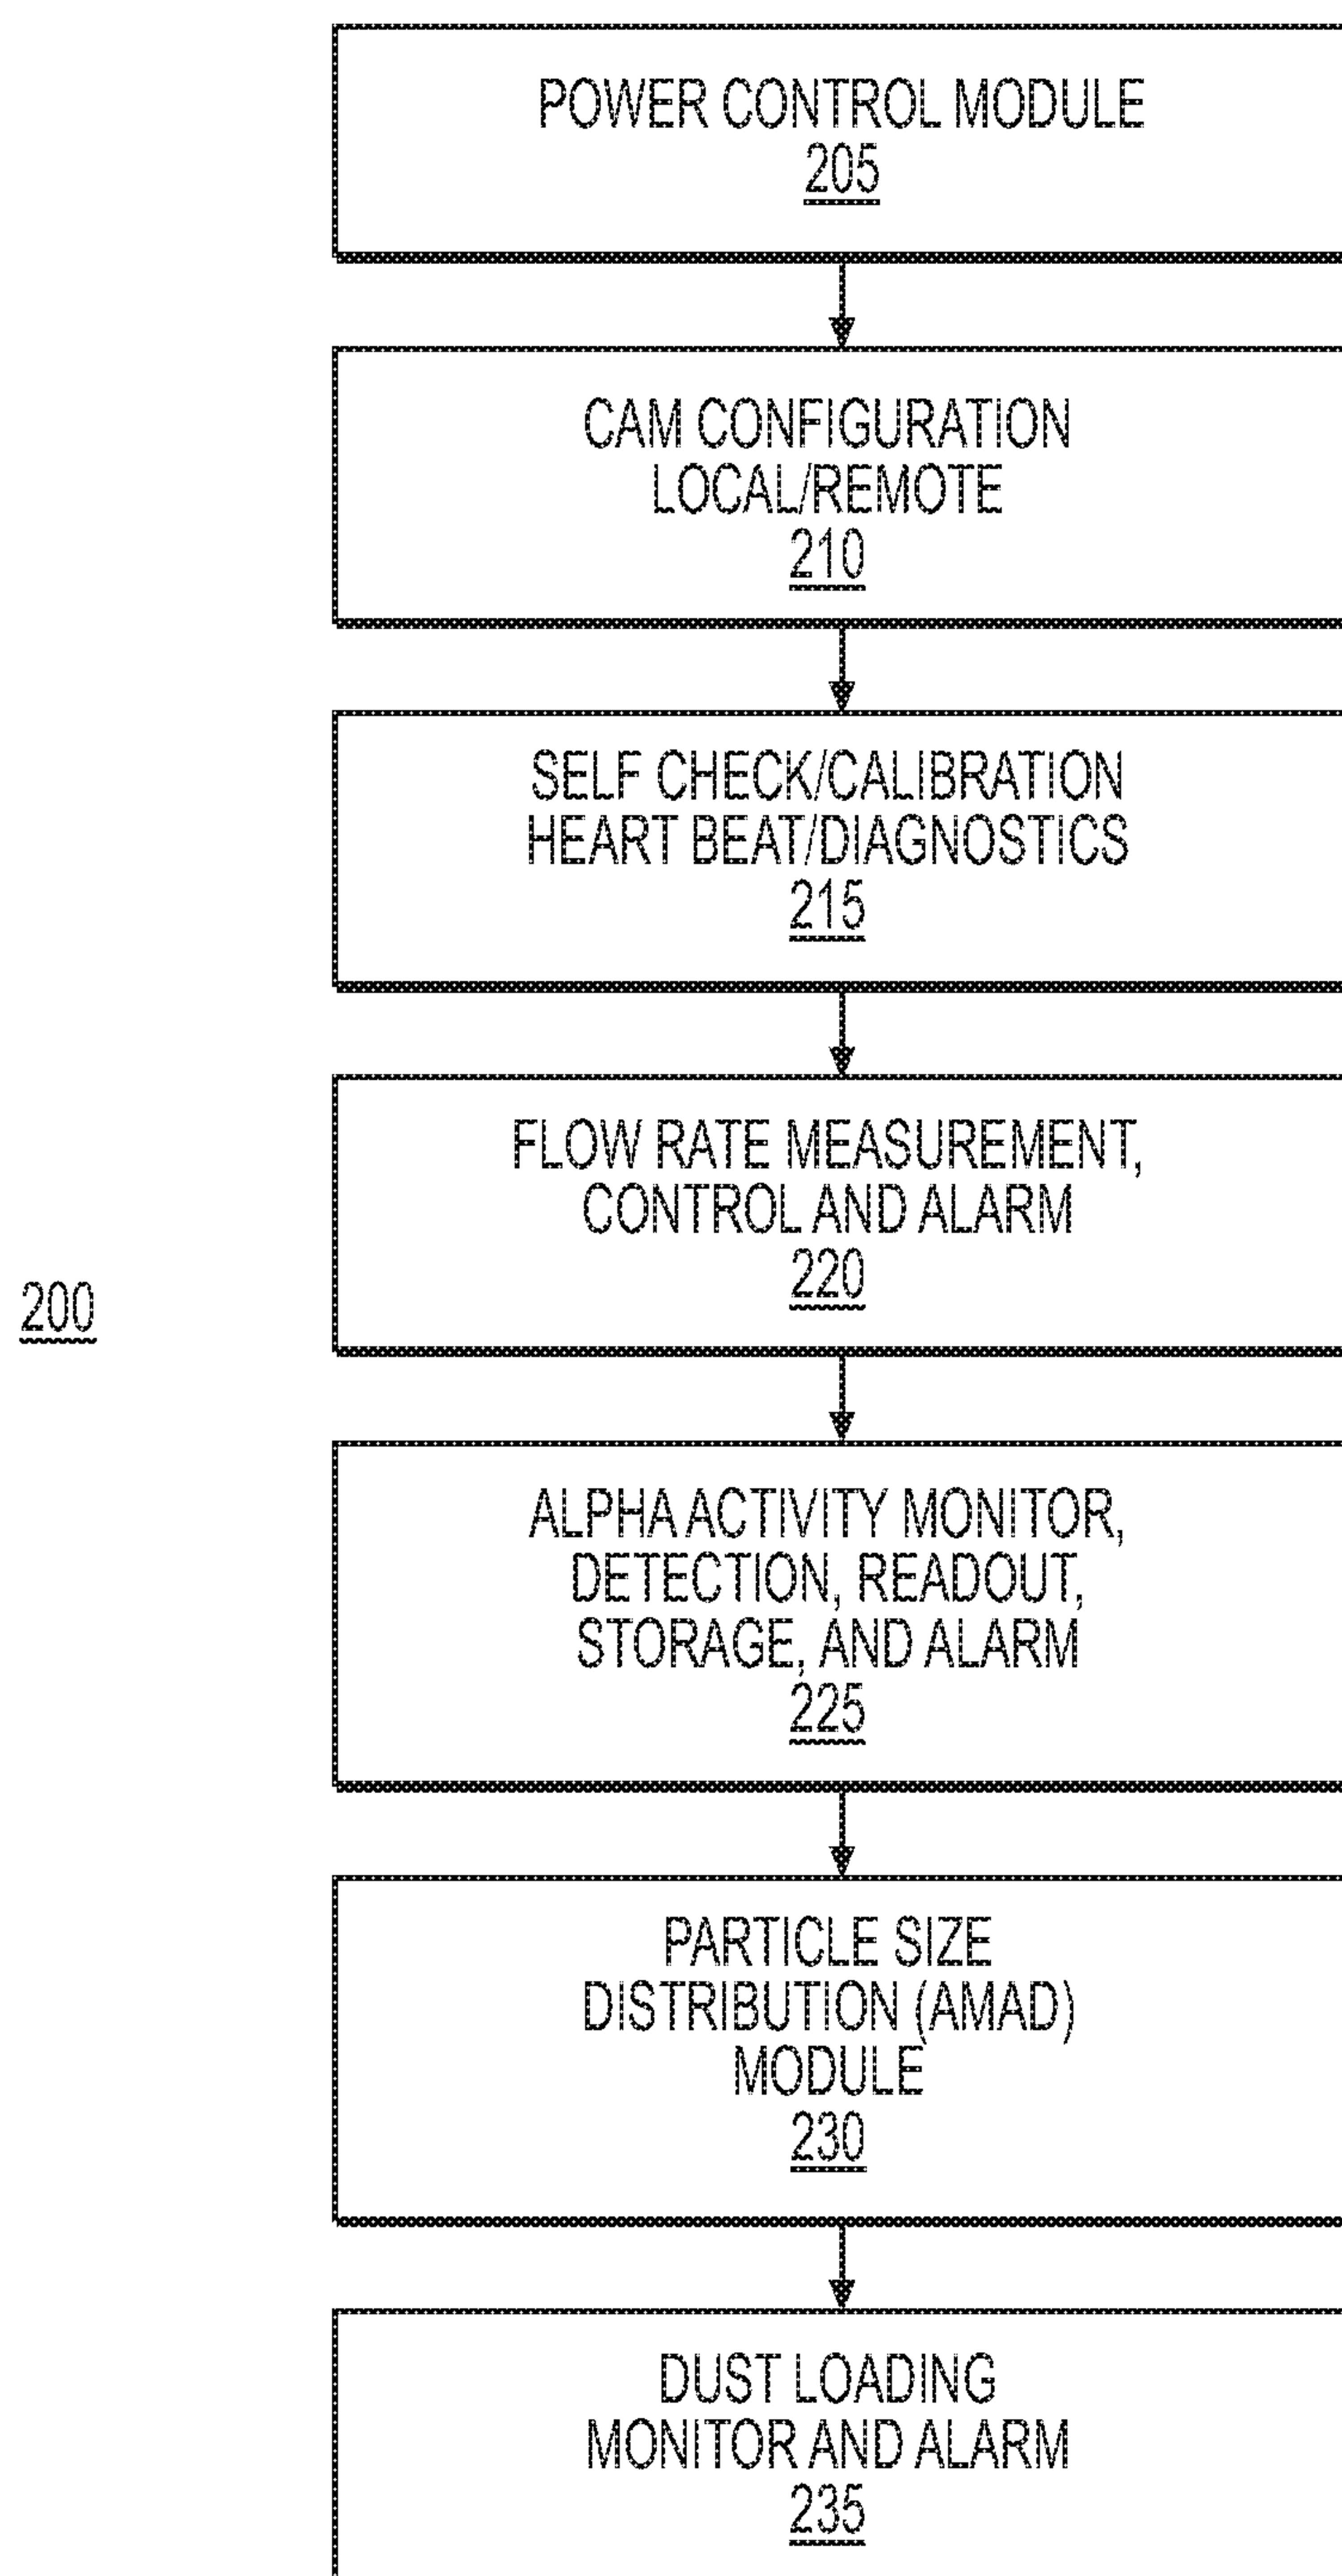 POWER CONTROL MODULE
205
CAM CONFIGURATION
LOCAL/REMOTE
210
SELF CHECK/CALIBRATION
HEART BEAT/DIAGNOSTICS
215
FLOW RATE MEASUREMENT,
CONTROL AND ALARM
220
200
ALPHA ACTIVITY MONITOR,
DETECTION, READOUT,
STORAGE, AND ALARM
225
PARTICLE SIZE
DISTRIBUTION (AMAD)
MODULE
230
DUST LOADING
MONITOR AND ALARM
235